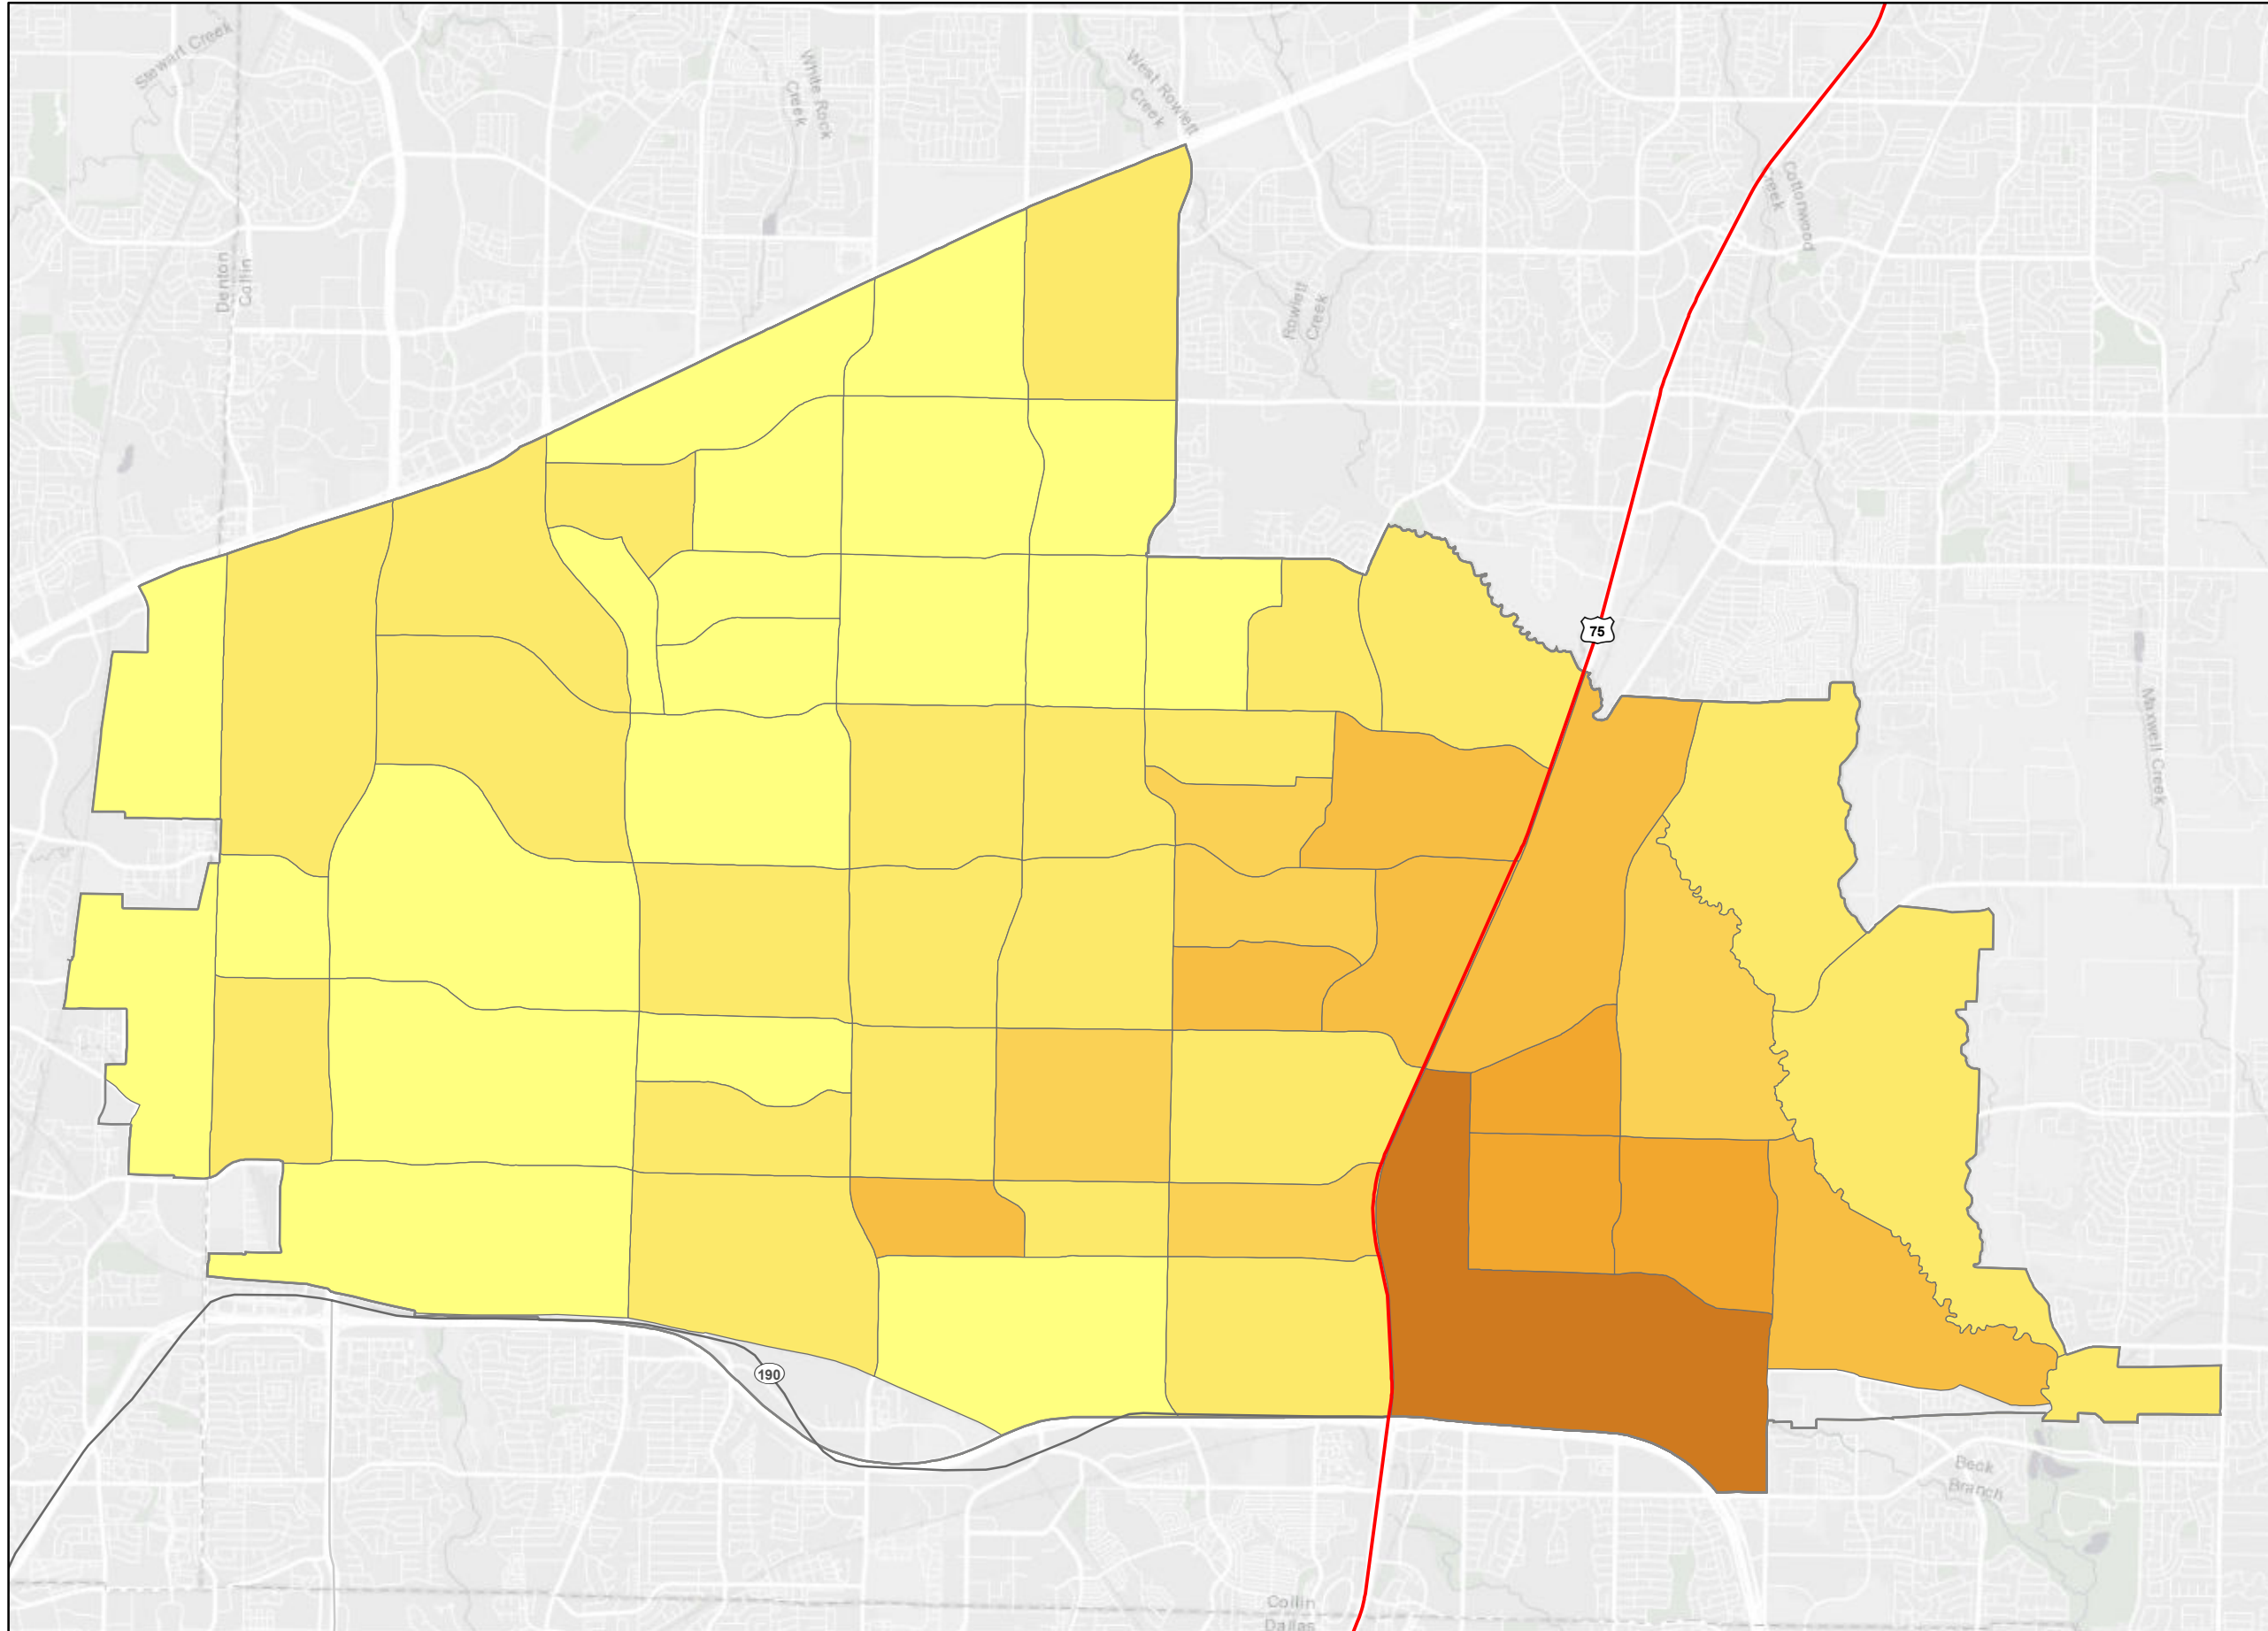 Stewart Creek
White Rock
Creek
West Rowlett
Creek
Cottonwood
Creek
Denton
Collin
Rowlett
Creek
75
Maxwell Creek
190
Beck
Branch
Collin
Dallas